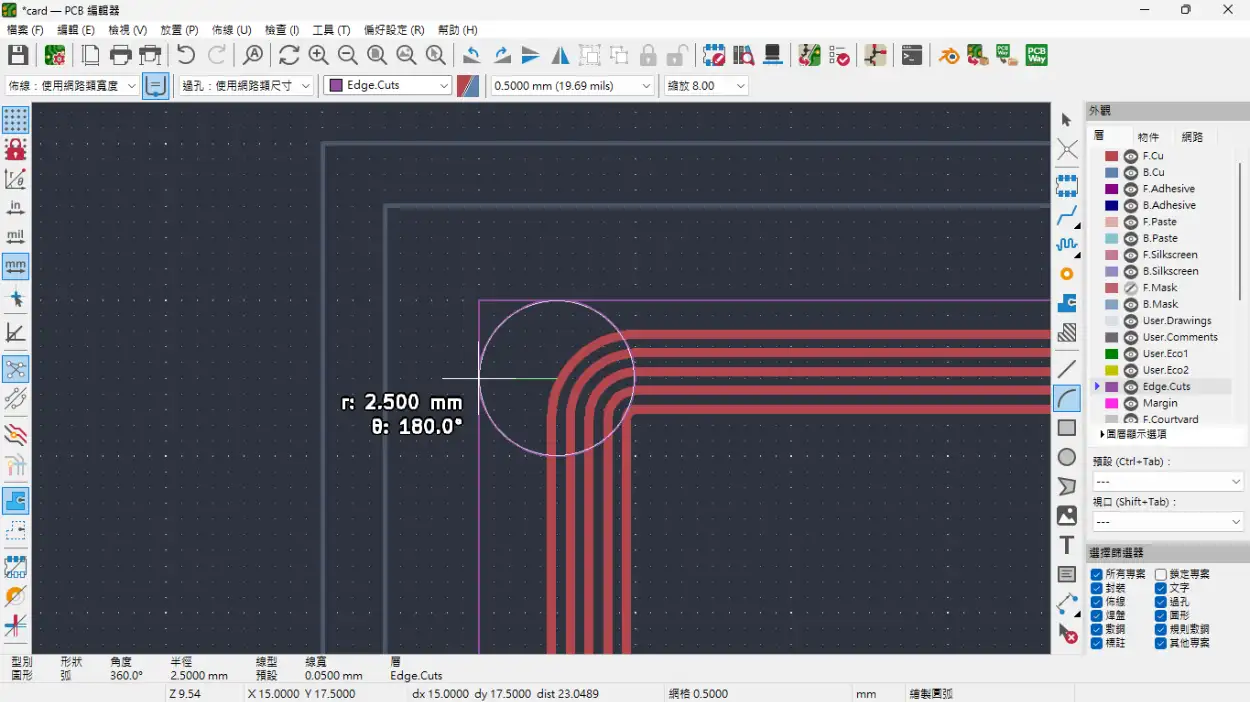 *card — PCB 編輯器
檔案 (F) 編輯 (E) 檢視 (V) 放置 (P) 佈線 (U) 檢查 (I) 工具 (T) 偏好設定 (R) 幫助 (H)
佈線：使用網路類寬度 過孔：使用網路類尺寸 Edge.Cuts 0.5000 mm (19.69 mils) 縮放 8.00
PCB Way
in
mil
mm
r: 2.500 mm
θ: 180.0°
外觀
層 物件 網路
F.Cu
B.Cu
F.Adhesive
B.Adhesive
F.Paste
B.Paste
F.Silkscreen
B.Silkscreen
F.Mask
B.Mask
User.Drawings
User.Comments
User.Eco1
User.Eco2
Edge.Cuts
Margin
F.Courtyard
圖層顯示選項
預設 (Ctrl+Tab)：
---
視口 (Shift+Tab)：
---
選擇篩選器
所有專案 鎖定專案
封裝 文字
佈線 過孔
焊盤 圖形
敷銅 規則敷銅
標註 其他專案
型別 形狀 角度 半徑 線型 線寬 層
圖形 弧 360.0° 2.5000 mm 預設 0.0500 mm Edge.Cuts
Z 9.54 X 15.0000 Y 17.5000 dx 15.0000 dy 17.5000 dist 23.0489 網格 0.5000 mm 繪製圓弧